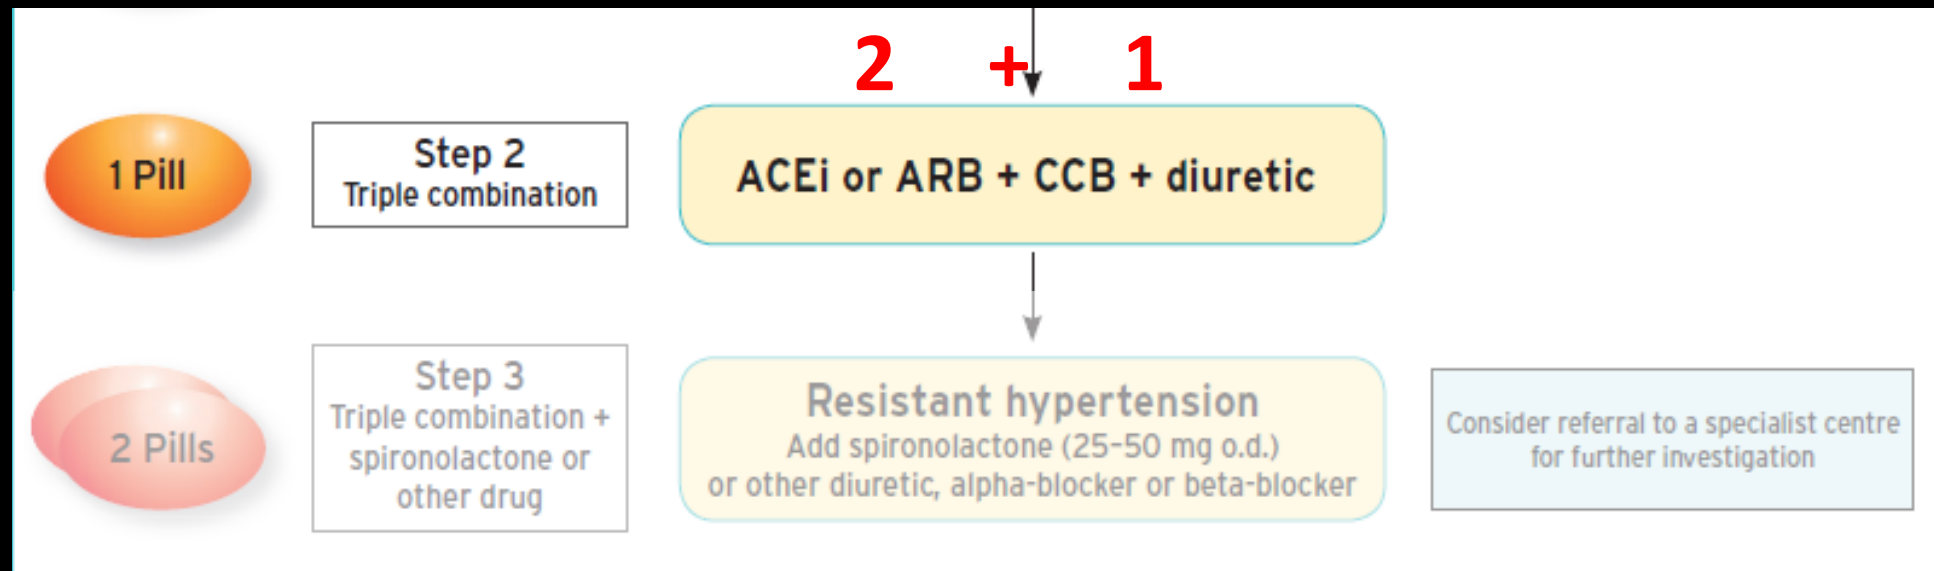 2 + 1
1 Pill
Step 2
Triple combination
ACEi or ARB + CCB + diuretic
2 Pills
Step 3
Triple combination +
spironolactone or
other drug
Resistant hypertension
Add spironolactone (25–50 mg o.d.)
or other diuretic, alpha-blocker or beta-blocker
Consider referral to a specialist centre
for further investigation